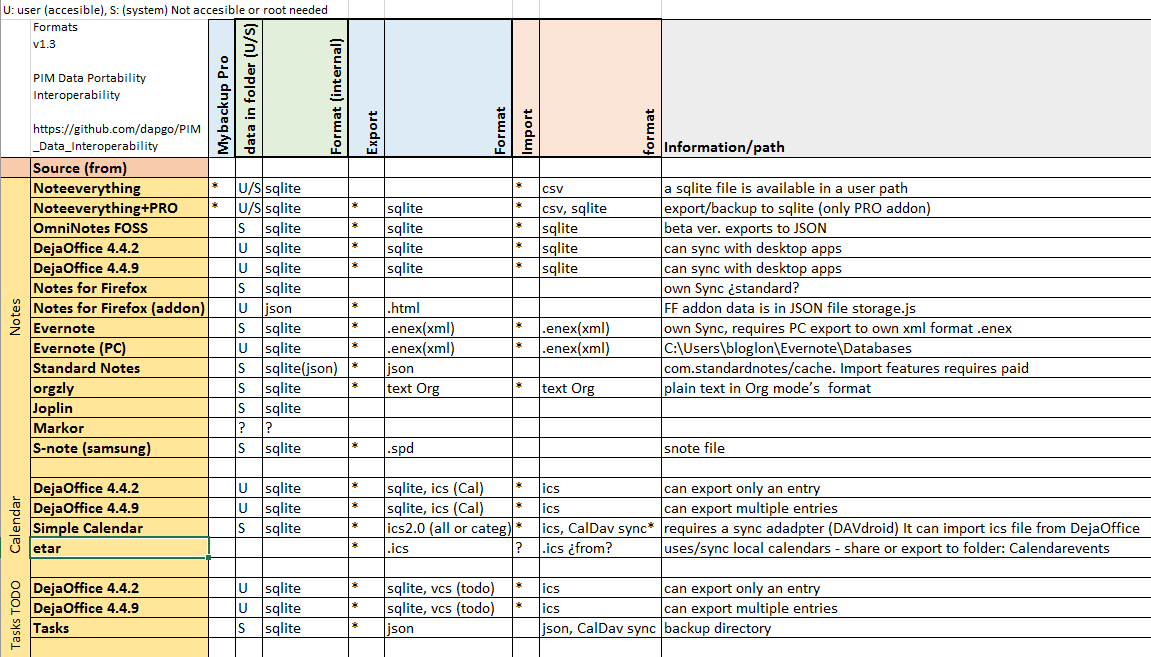 U: user (accesible), S: (system) Not accesible or root needed
Formats
v1.3
PIM Data Portability
Interoperability
https://github.com/dapgo/PIM
_Data_Interoperability
Mybackup Pro
data in folder (U/S)
Format (internal)
Export
Format
Import
format
Information/path
Source (from)
Notes
Noteeverything * U/S sqlite * csv a sqlite file is available in a user path
Noteeverything+PRO * U/S sqlite * sqlite * csv, sqlite export/backup to sqlite (only PRO addon)
OmniNotes FOSS S sqlite * sqlite * sqlite beta ver. exports to JSON
DejaOffice 4.4.2 U sqlite * sqlite * sqlite can sync with desktop apps
DejaOffice 4.4.9 U sqlite * sqlite * sqlite can sync with desktop apps
Notes for Firefox S sqlite own Sync ¿standard?
Notes for Firefox (addon) U json * .html FF addon data is in JSON file storage.js
Evernote S sqlite * .enex(xml) * .enex(xml) own Sync, requires PC export to own xml format .enex
Evernote (PC) U sqlite * .enex(xml) * .enex(xml) C:\Users\bloglon\Evernote\Databases
Standard Notes S sqlite(json) * json com.standardnotes/cache. Import features requires paid
orgzly S sqlite * text Org * text Org plain text in Org mode’s format
Joplin S sqlite
Markor ? ?
S-note (samsung) S sqlite * .spd snote file
Calendar
DejaOffice 4.4.2 U sqlite * sqlite, ics (Cal) * ics can export only an entry
DejaOffice 4.4.9 U sqlite * sqlite, ics (Cal) * ics can export multiple entries
Simple Calendar S sqlite * ics2.0 (all or categ) * ics, CalDav sync* requires a sync adadpter (DAVdroid) It can import ics file from DejaOffice
etar * .ics ? .ics ¿from? uses/sync local calendars - share or export to folder: Calendarevents
Tasks TODO
DejaOffice 4.4.2 U sqlite * sqlite, vcs (todo) * ics can export only an entry
DejaOffice 4.4.9 U sqlite * sqlite, vcs (todo) * ics can export multiple entries
Tasks S sqlite * json json, CalDav sync backup directory